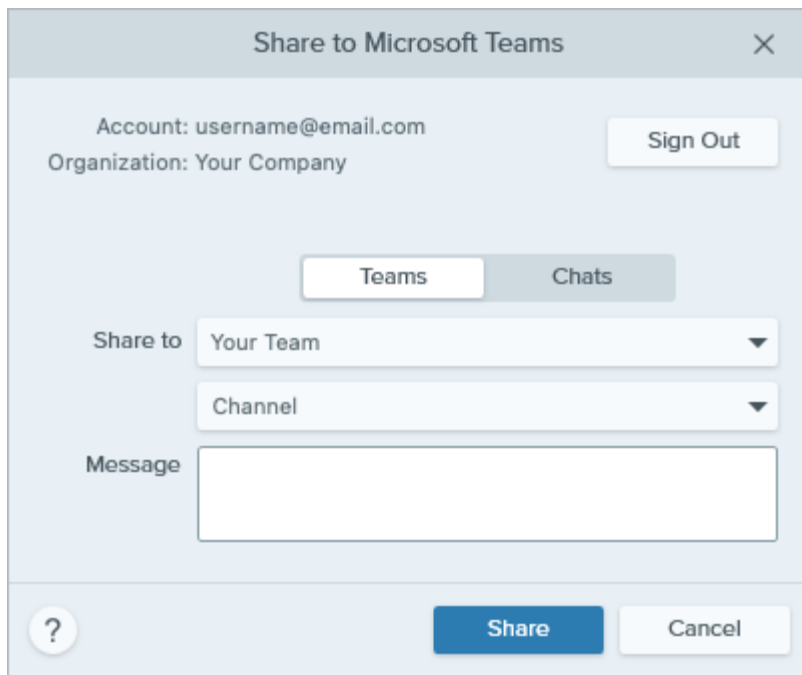 Share to Microsoft Teams
Account: username@email.com
Sign Out
Organization: Your Company
Teams Chats
Share to Your Team
Channel
Message
? Share Cancel